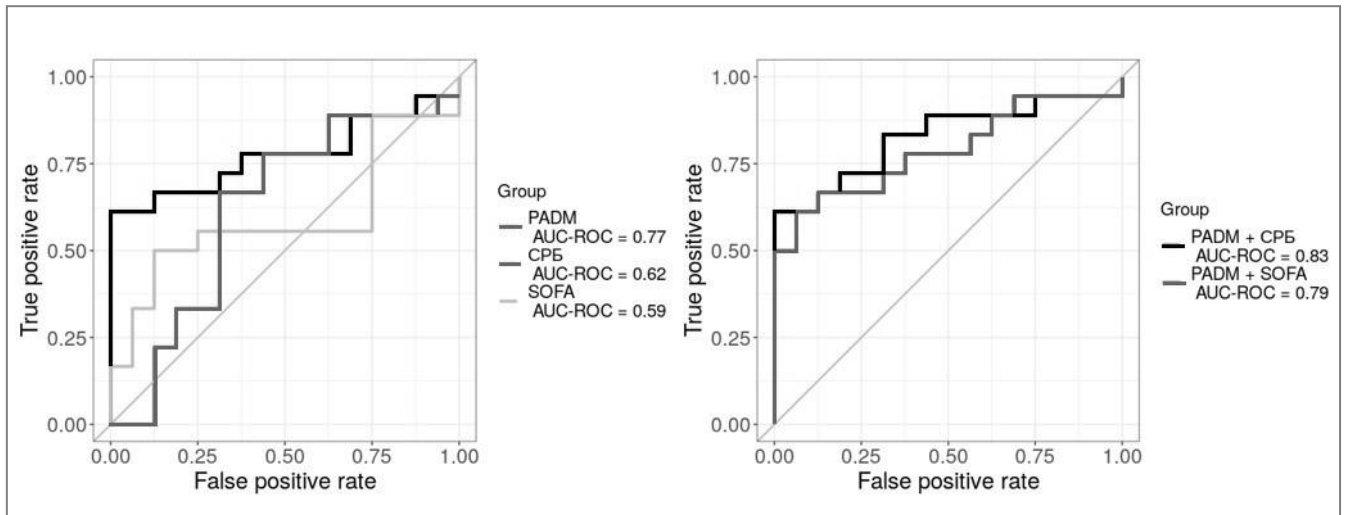 1.00
0.75
0.50
0.25
0.00
True positive rate
0.00 0.25 0.50 0.75 1.00
False positive rate
Group
PADM
AUC-ROC = 0.77
СРБ
AUC-ROC = 0.62
SOFA
AUC-ROC = 0.59
1.00
0.75
0.50
0.25
0.00
True positive rate
0.00 0.25 0.50 0.75 1.00
False positive rate
Group
PADM + СРБ
AUC-ROC = 0.83
PADM + SOFA
AUC-ROC = 0.79